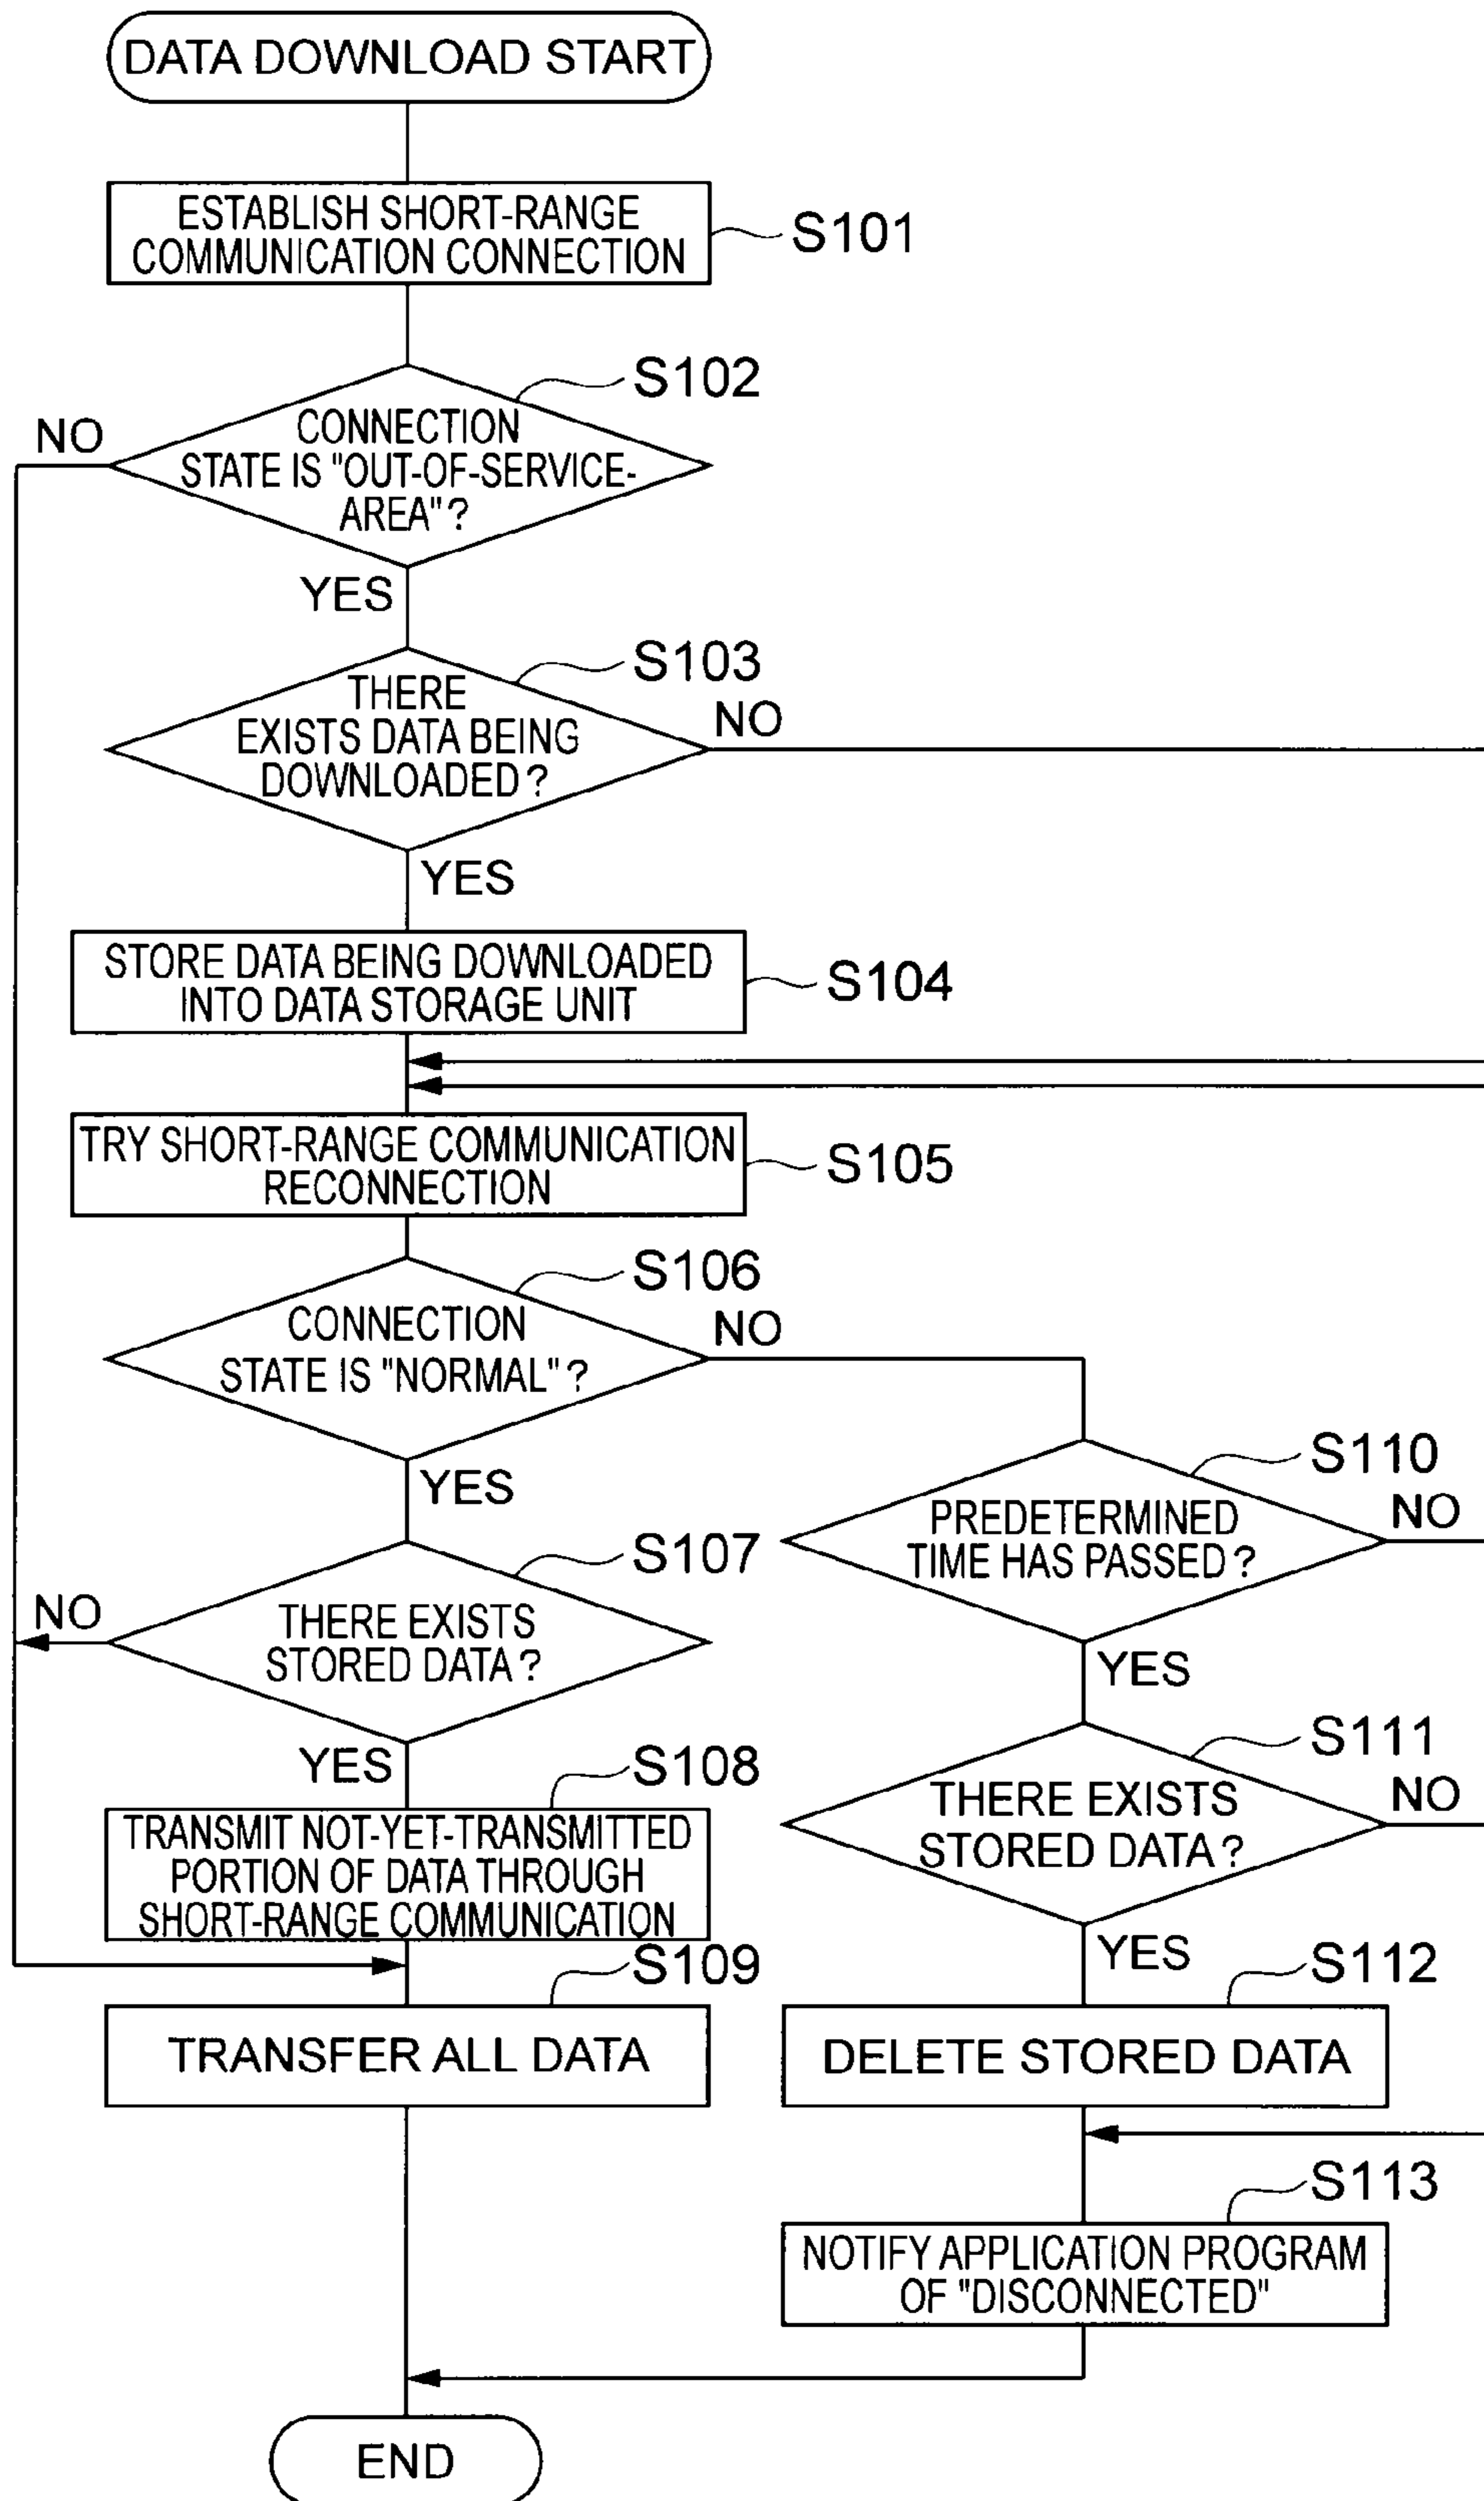 DATA DOWNLOAD START
ESTABLISH SHORT-RANGE
COMMUNICATION CONNECTION
S101
S102
NO
CONNECTION
STATE IS "OUT-OF-SERVICE-
AREA"?
YES
S103
THERE
EXISTS DATA BEING
DOWNLOADED?
NO
YES
STORE DATA BEING DOWNLOADED
INTO DATA STORAGE UNIT
S104
TRY SHORT-RANGE COMMUNICATION
RECONNECTION
S105
S106
CONNECTION
STATE IS "NORMAL"?
NO
YES
S107
NO
THERE EXISTS
STORED DATA?
YES
S108
TRANSMIT NOT-YET-TRANSMITTED
PORTION OF DATA THROUGH
SHORT-RANGE COMMUNICATION
S109
TRANSFER ALL DATA
S110
PREDETERMINED
TIME HAS PASSED?
NO
YES
S111
THERE EXISTS
STORED DATA?
NO
YES
S112
DELETE STORED DATA
S113
NOTIFY APPLICATION PROGRAM
OF "DISCONNECTED"
END